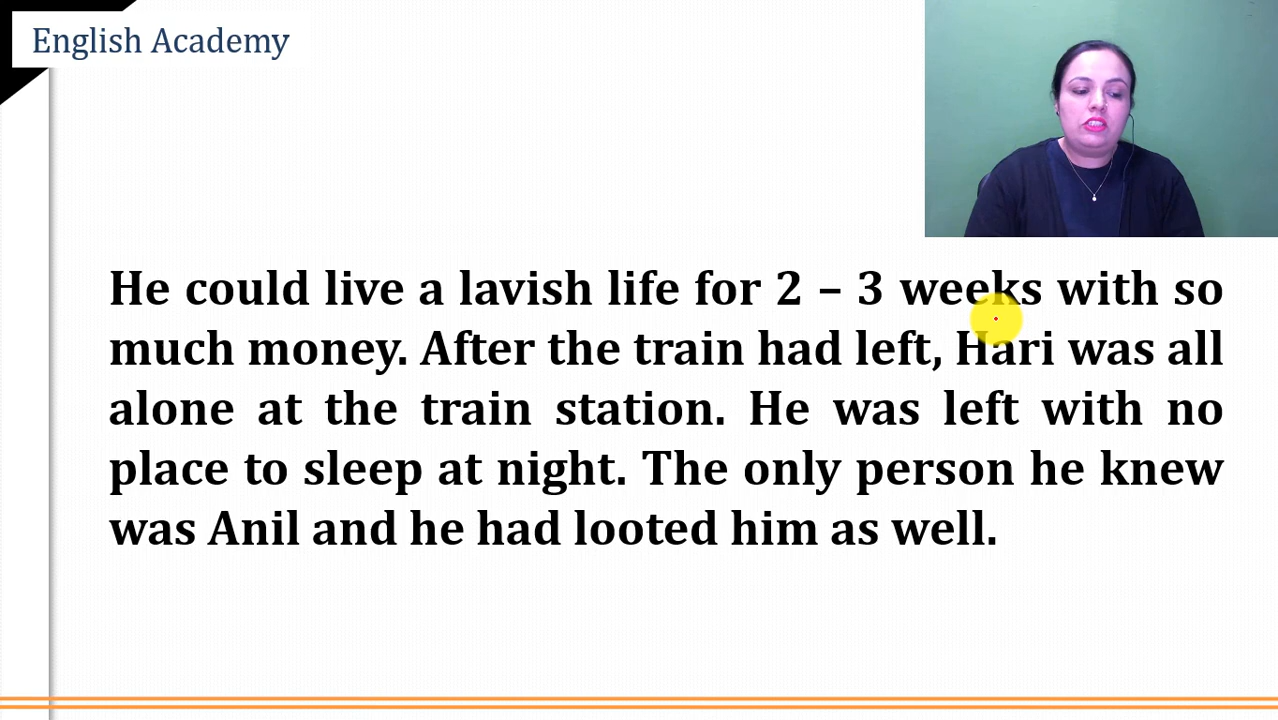 English Academy
He could live a lavish life for 2 – 3 weeks with so
much money. After the train had left, Hari was all
alone at the train station. He was left with no
place to sleep at night. The only person he knew
was Anil and he had looted him as well.